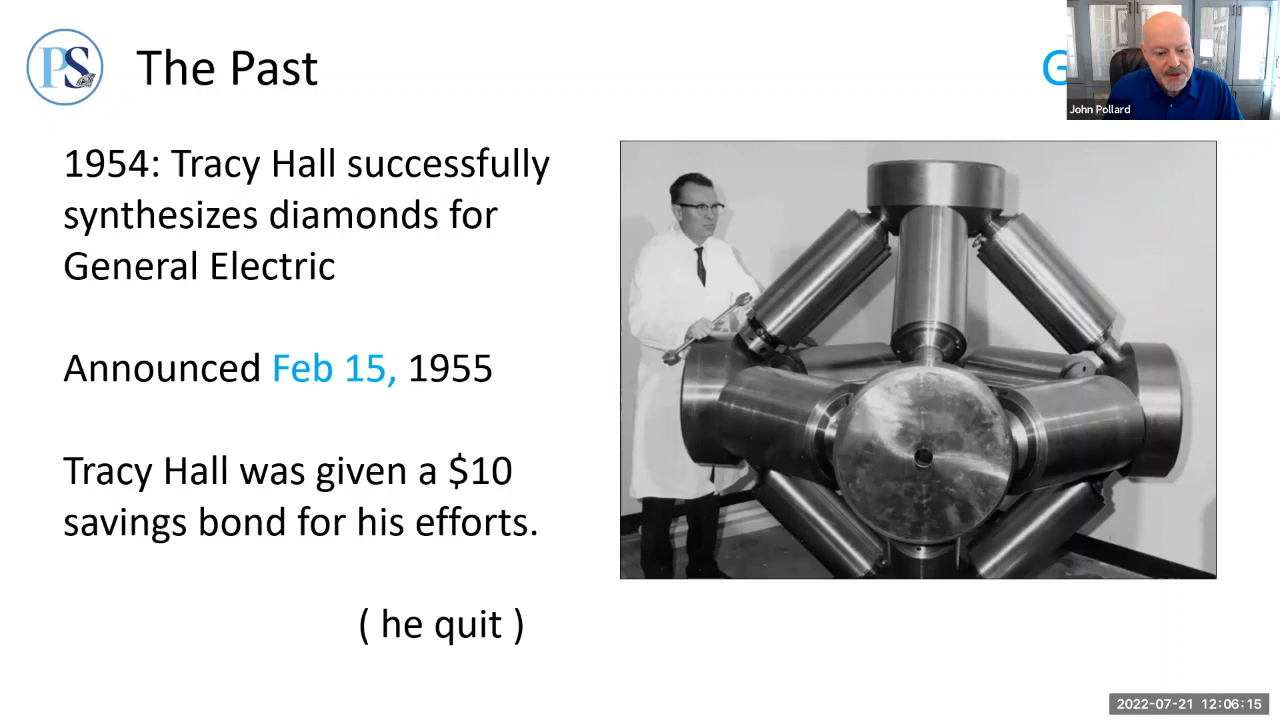 PS
The Past
G
John Pollard
1954: Tracy Hall successfully
synthesizes diamonds for
General Electric
Announced Feb 15, 1955
Tracy Hall was given a $10
savings bond for his efforts.
( he quit )
2022-07-21 12:06:15